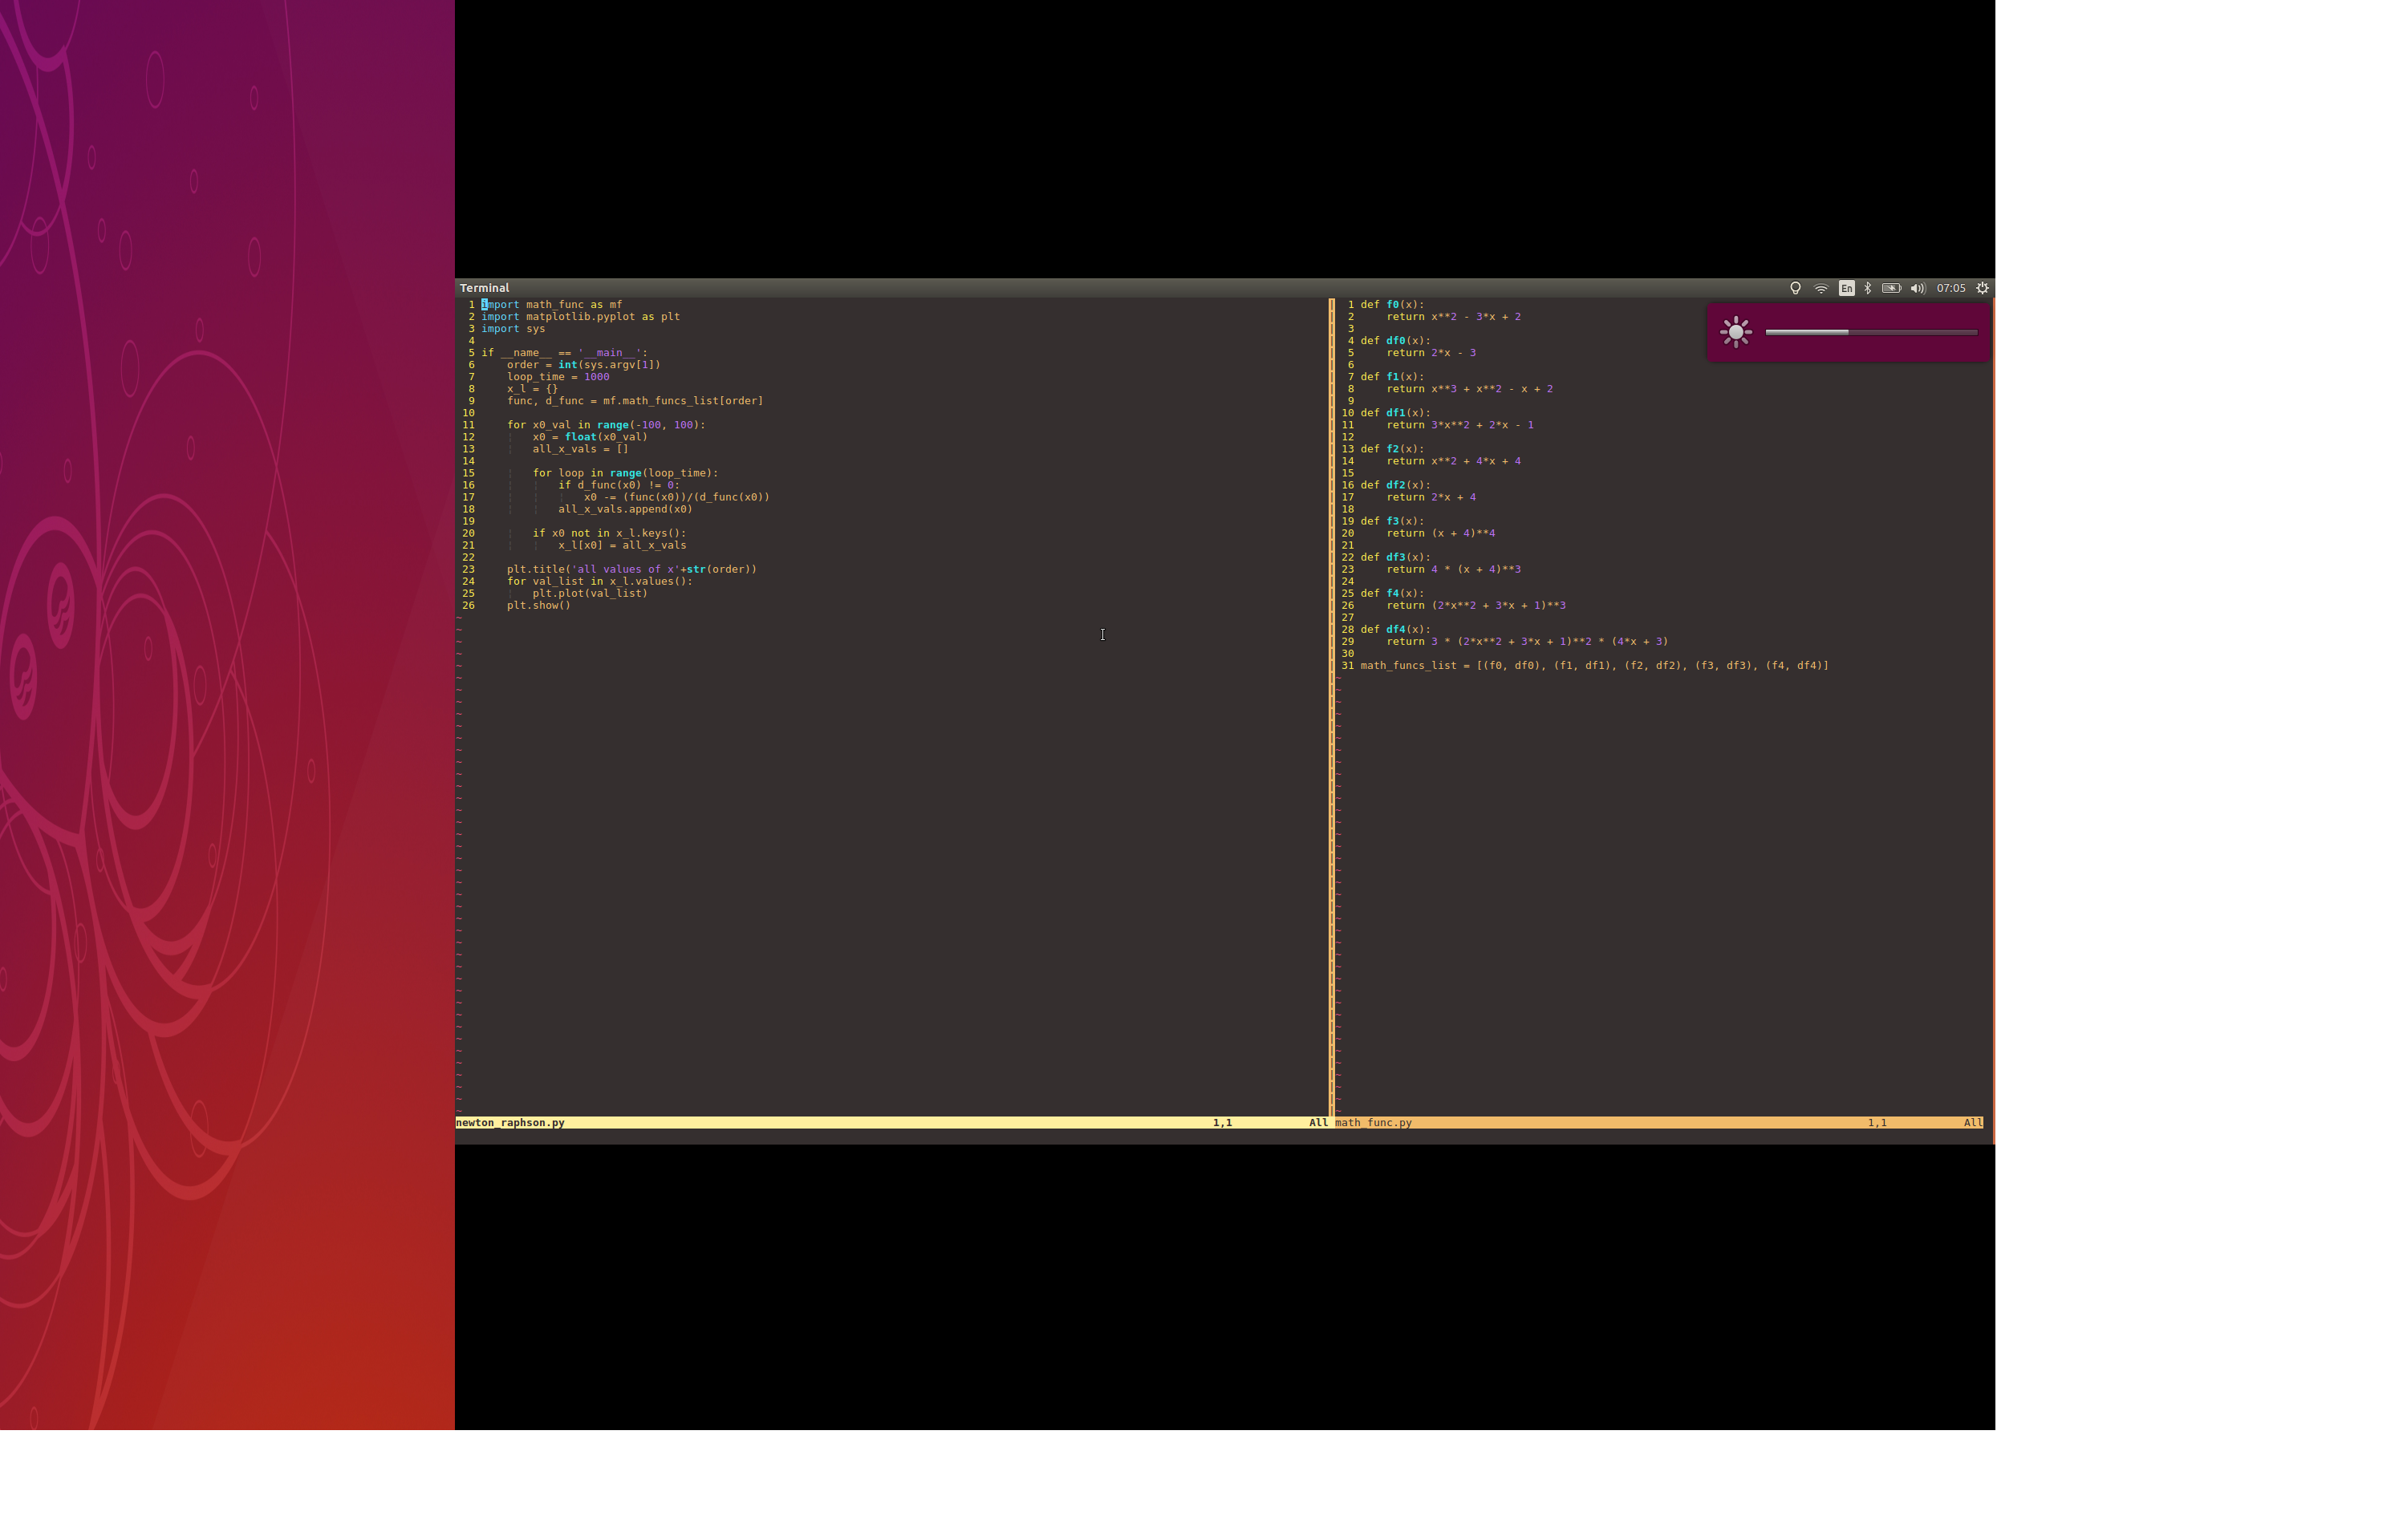 Terminal
En
07:05
1 import math_func as mf
2 import matplotlib.pyplot as plt
3 import sys
4
5 if __name__ == '__main__':
6     order = int(sys.argv[1])
7     loop_time = 1000
8     x_l = {}
9     func, d_func = mf.math_funcs_list[order]
10
11     for x0_val in range(-100, 100):
12         x0 = float(x0_val)
13         all_x_vals = []
14
15         for loop in range(loop_time):
16             if d_func(x0) != 0:
17                 x0 -= (func(x0))/(d_func(x0))
18             all_x_vals.append(x0)
19
20         if x0 not in x_l.keys():
21             x_l[x0] = all_x_vals
22
23     plt.title('all values of x'+str(order))
24     for val_list in x_l.values():
25         plt.plot(val_list)
26     plt.show()
newton_raphson.py 1,1 All
1 def f0(x):
2     return x**2 - 3*x + 2
3
4 def df0(x):
5     return 2*x - 3
6
7 def f1(x):
8     return x**3 + x**2 - x + 2
9
10 def df1(x):
11     return 3*x**2 + 2*x - 1
12
13 def f2(x):
14     return x**2 + 4*x + 4
15
16 def df2(x):
17     return 2*x + 4
18
19 def f3(x):
20     return (x + 4)**4
21
22 def df3(x):
23     return 4 * (x + 4)**3
24
25 def f4(x):
26     return (2*x**2 + 3*x + 1)**3
27
28 def df4(x):
29     return 3 * (2*x**2 + 3*x + 1)**2 * (4*x + 3)
30
31 math_funcs_list = [(f0, df0), (f1, df1), (f2, df2), (f3, df3), (f4, df4)]
math_func.py 1,1 All